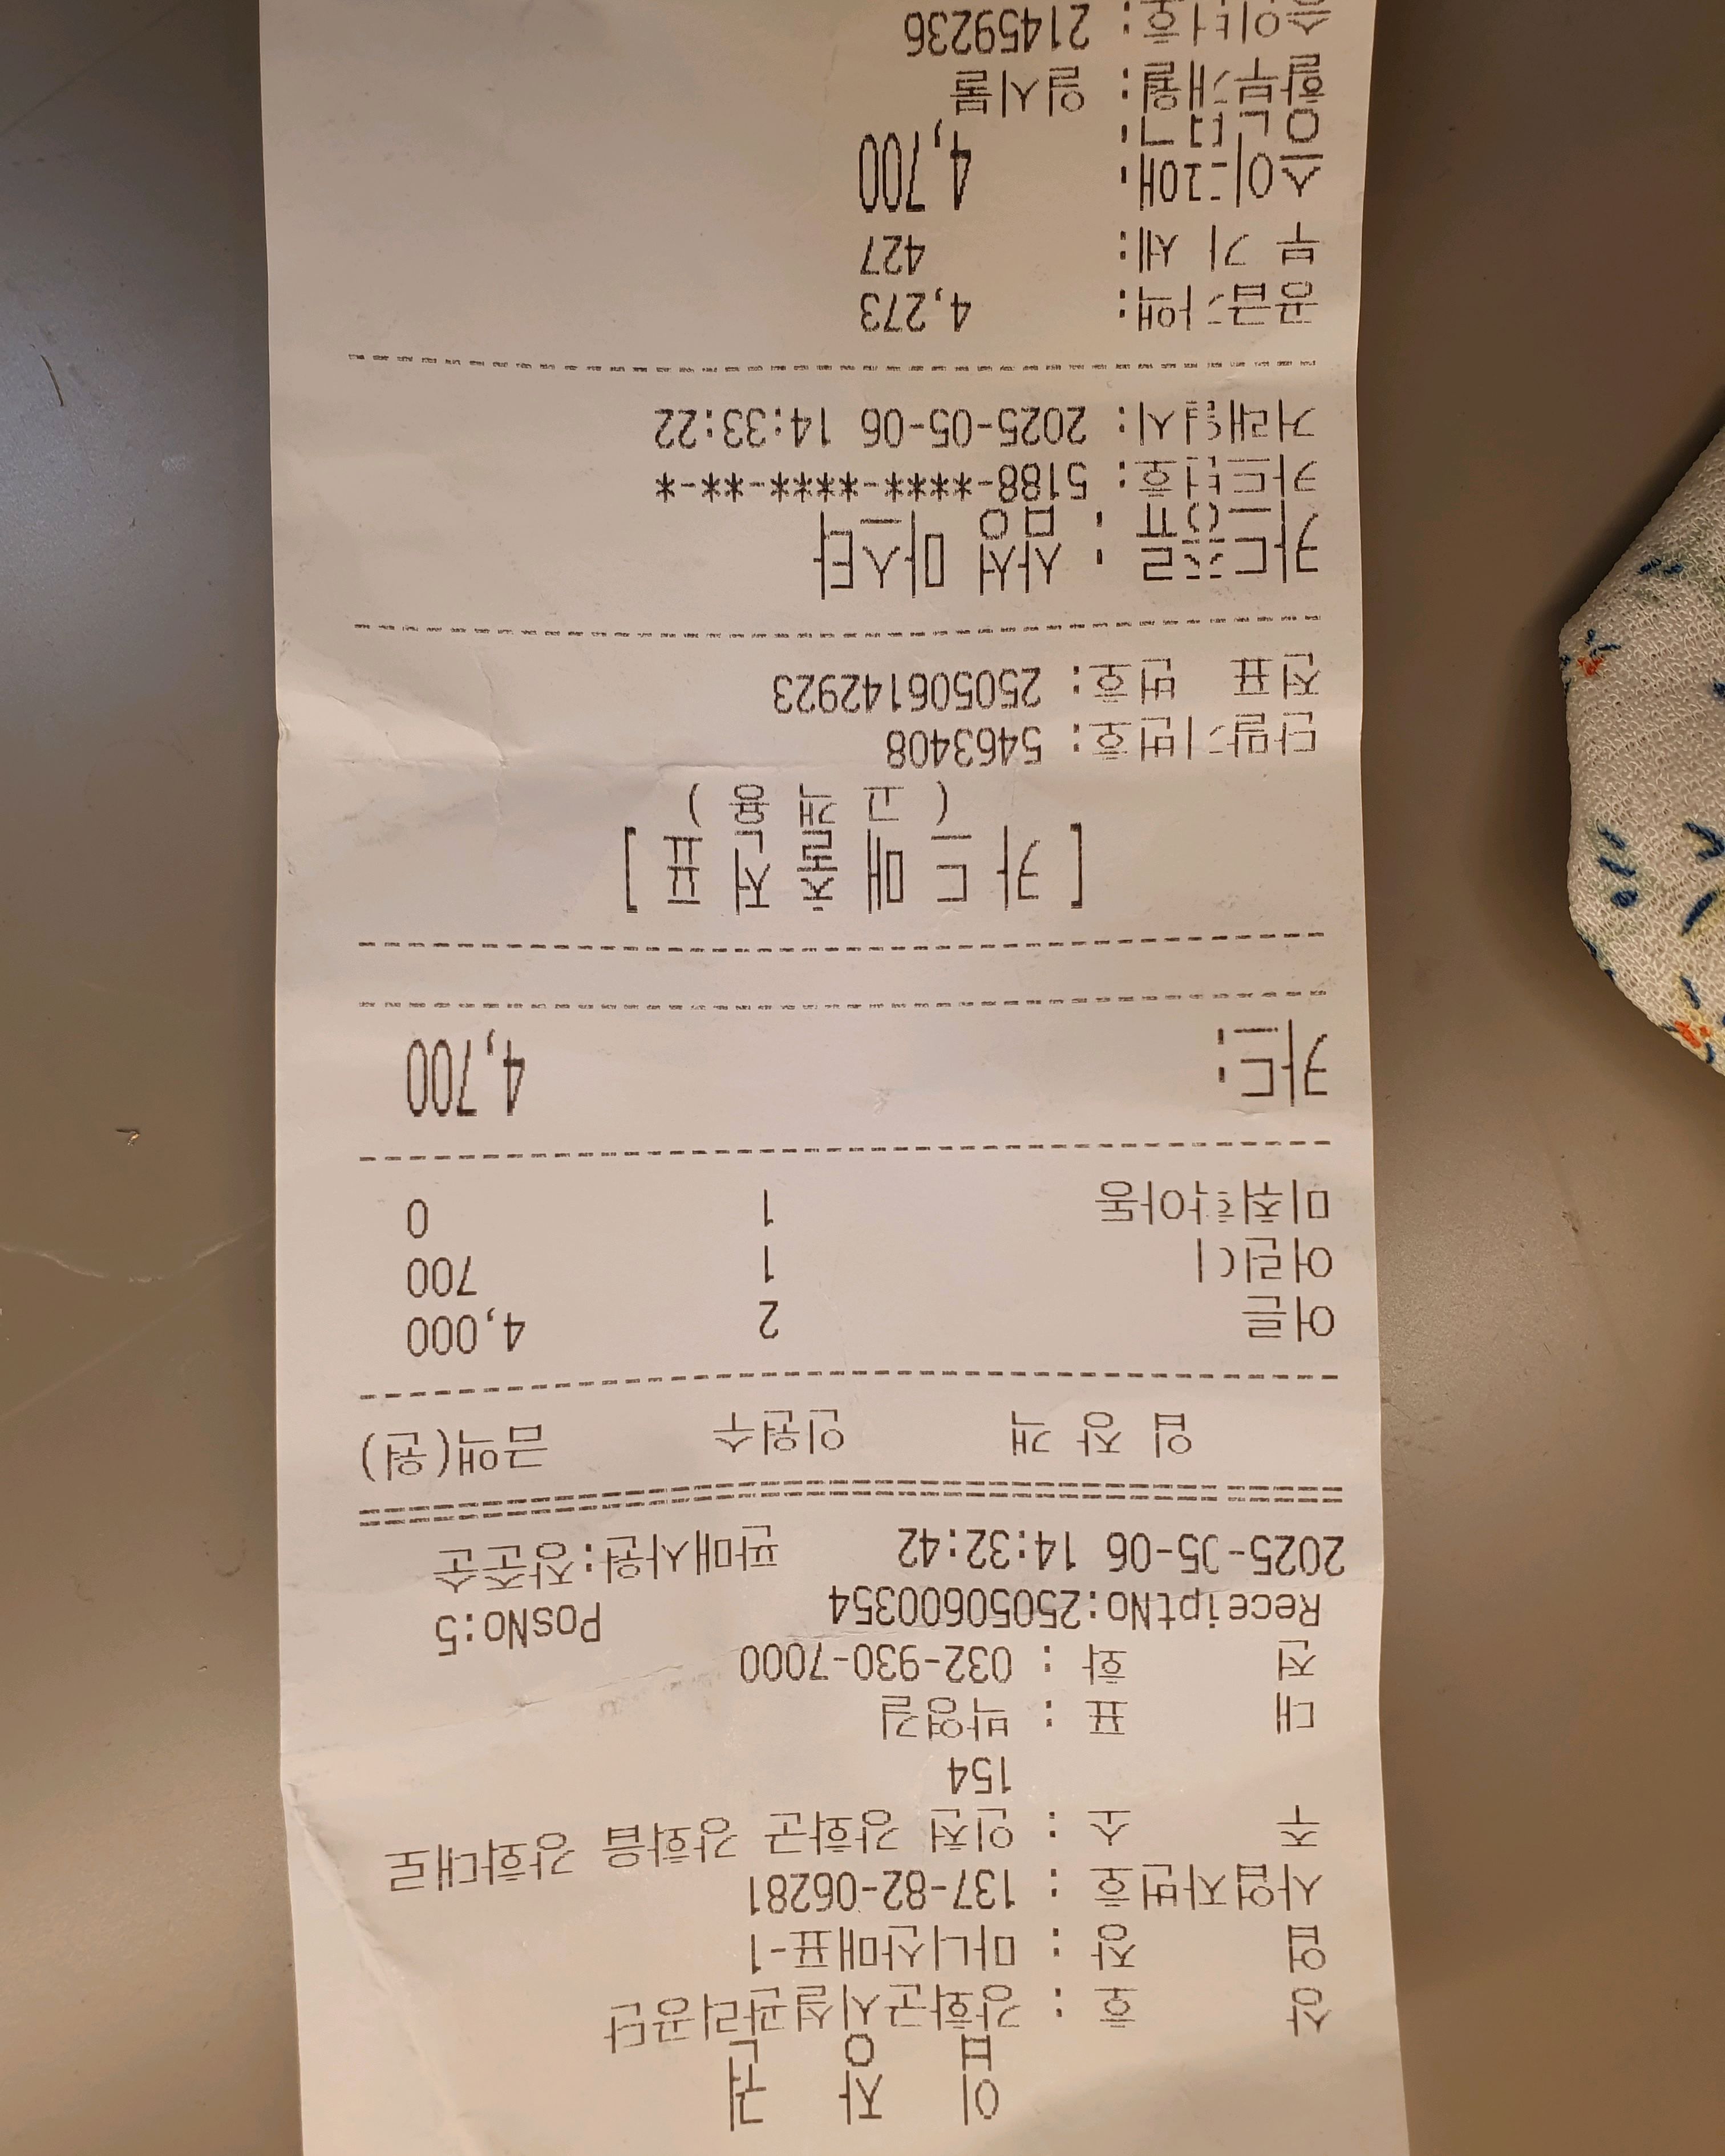 입 장 권
상 호 : 강화군시설관리공단
업 장 : 마니산매표-1
사업자번호 : 137-82-06281
주 소 : 인천 강화군 강화읍 강화대로
154
대 표 : 박영길
전 화 : 032-930-7000
ReceiptNo:250506000354 PosNo:5
2025-05-06 14:32:42 판매사원:장준순
입 장 객 인원수 금액(원)
어른 2 4,000
어린이 1 700
미취학아동 1 0
카드: 4,700
[ 카 드 매 출 전 표 ]
( 고 객 용 )
단말기번호: 5463408
전표 번호: 250506142923
카드종류 : 삼성 마스타
카드번호: 5188-****-****-**-*
거래일시: 2025-05-06 14:33:22
공급가액: 4,273
부 가 세: 427
승인금액: 4,700
할부개월: 일시불
승인번호: 21459236